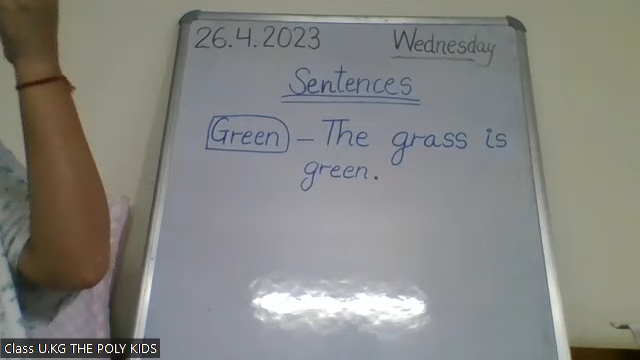 26.4.2023 Wednesday
Sentences
Green – The grass is
green.
Class U.KG THE POLY KIDS